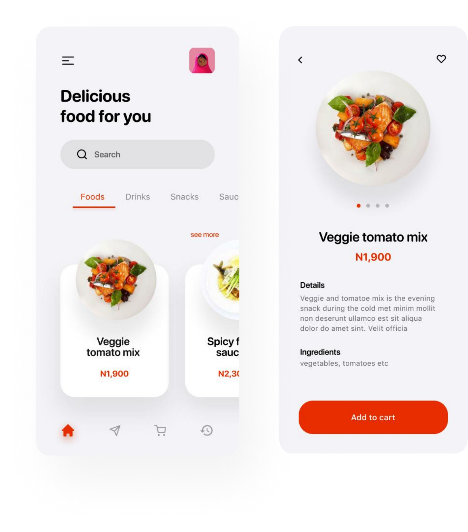 Delicious
food for you
Search
Foods Drinks Snacks Sauc
see more
Veggie
tomato mix
N1,900
Spicy f
sauc
N2,30
Veggie tomato mix
N1,900
Details
Veggie and tomatoe mix is the evening
snack during the cold met minim mollit
non deserunt ullamco est sit aliqua
dolor do amet sint. Velit officia
Ingredients
vegetables, tomatoes etc
Add to cart